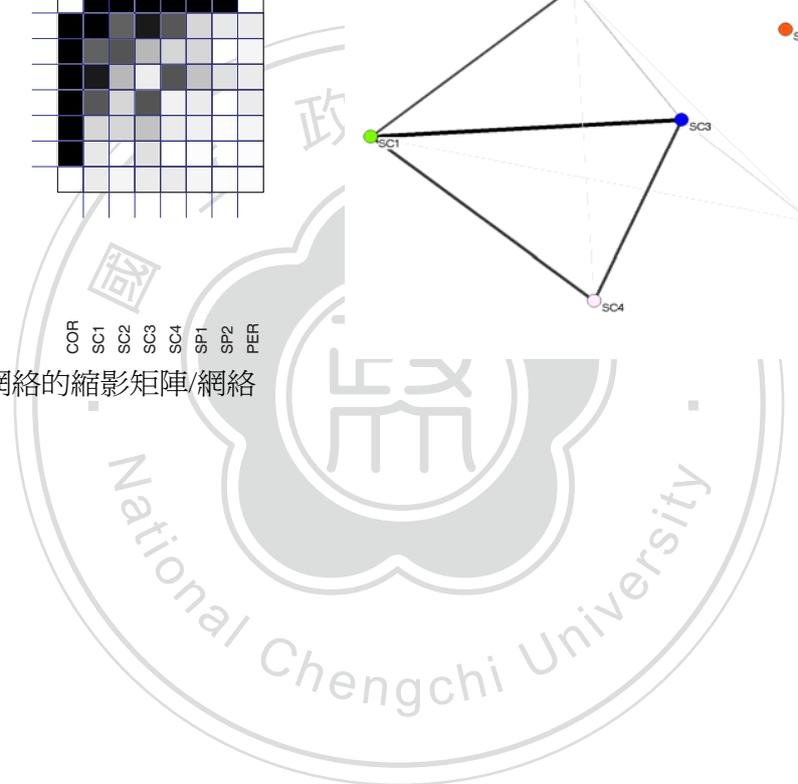 SC3
SC1
SC4
COR
SC1
SC2
SC3
SC4
SP1
SP2
PER
絡的縮影矩陣/網絡
國
政
National Chengchi University